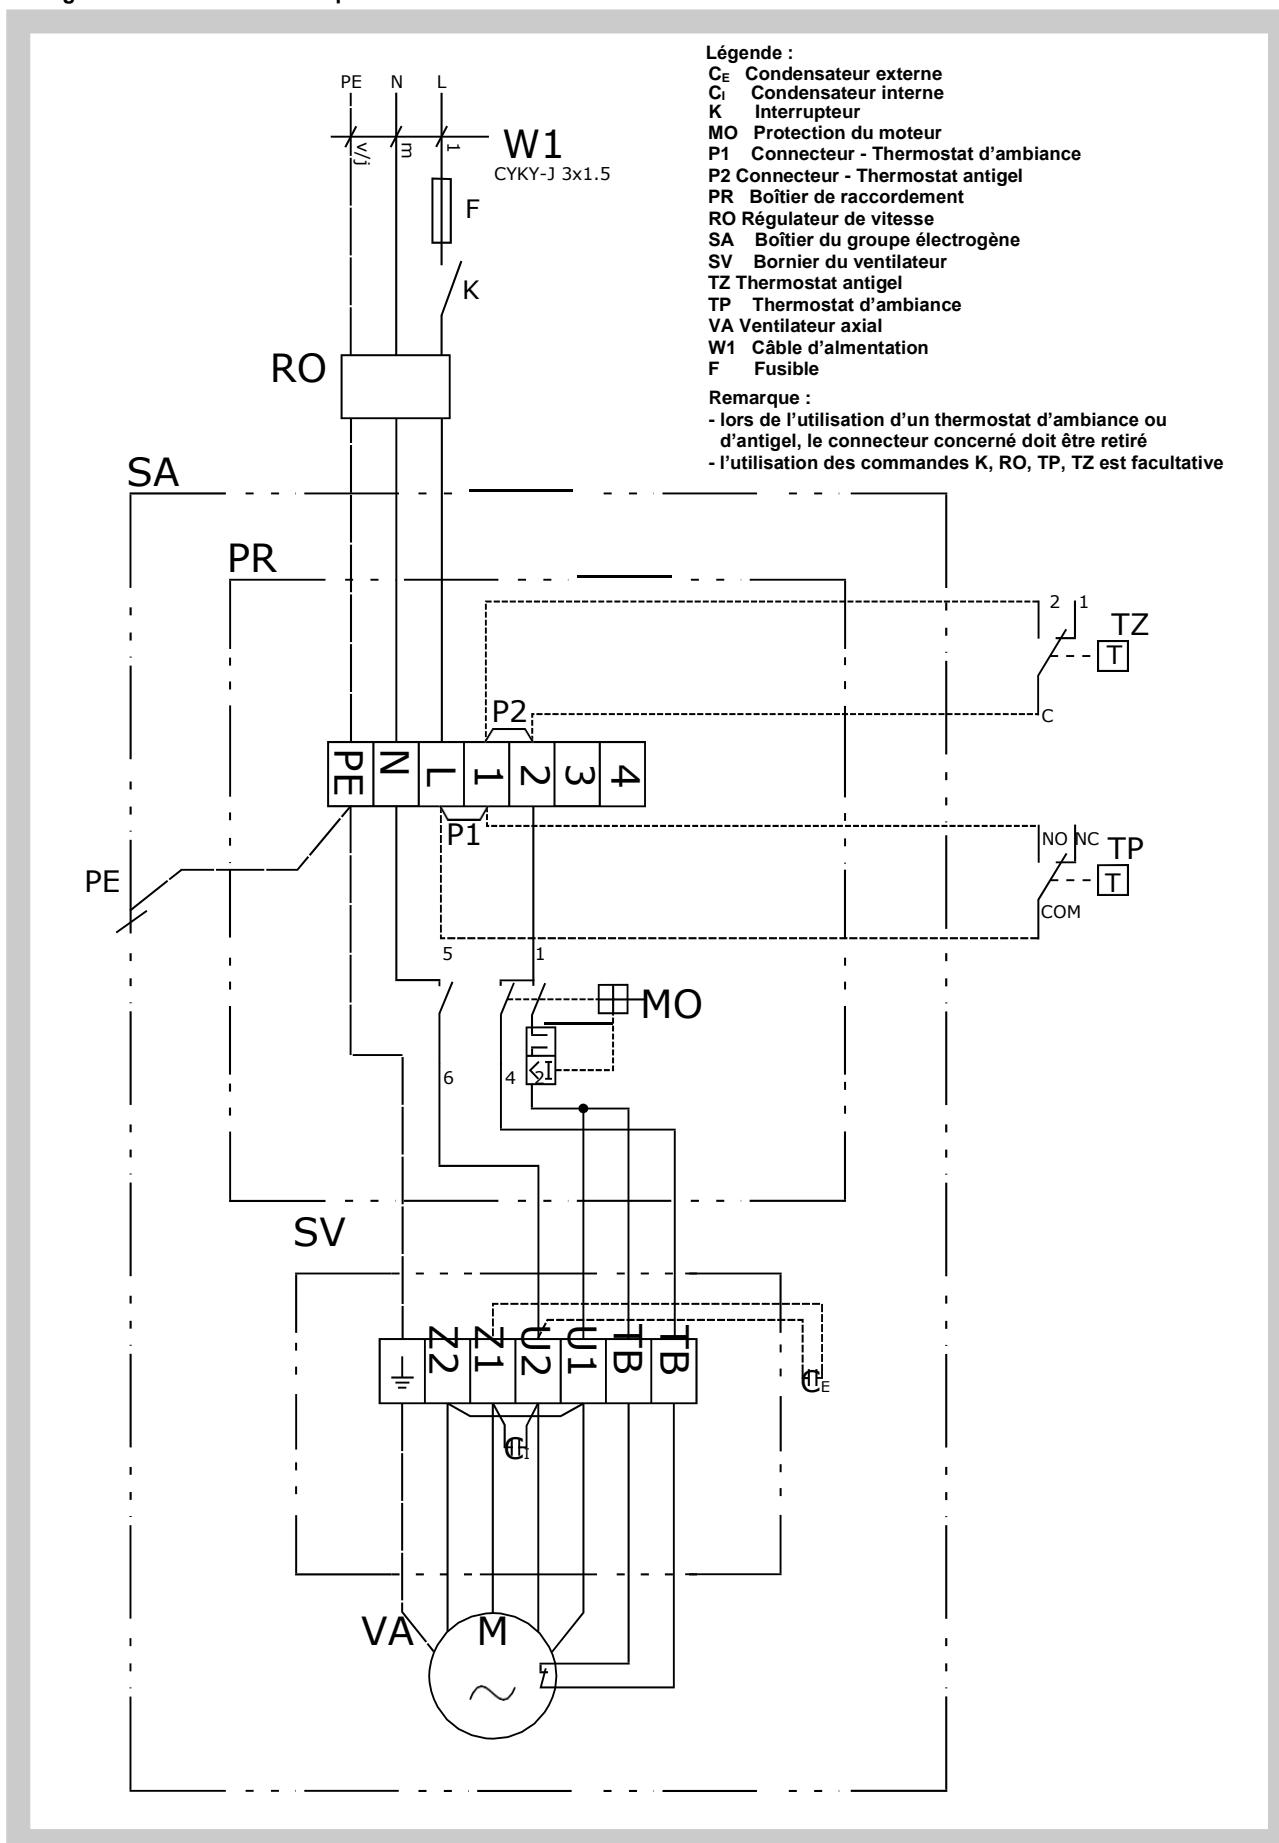 Légende :
CE Condensateur externe
CI Condensateur interne
K Interrupteur
MO Protection du moteur
P1 Connecteur - Thermostat d'ambiance
P2 Connecteur - Thermostat antigel
PR Boîtier de raccordement
RO Régulateur de vitesse
SA Boîtier du groupe électrogène
SV Bornier du ventilateur
TZ Thermostat antigel
TP Thermostat d'ambiance
VA Ventilateur axial
W1 Câble d'almentation
F Fusible
Remarque :
- lors de l'utilisation d'un thermostat d'ambiance ou
d'antigel, le connecteur concerné doit être retiré
- l'utilisation des commandes K, RO, TP, TZ est facultative
PE N L
v/j m 1
W1
CYKY-J 3x1.5
F
K
RO
SA
PR
2 1
TZ
T
C
P2
PE N L 1 2 3 4
P1
NO NC
TP
T
COM
PE
5 1
MO
I>
6 4 2
SV
Z2 Z1 U2 U1 TB TB
CE
CI
VA M